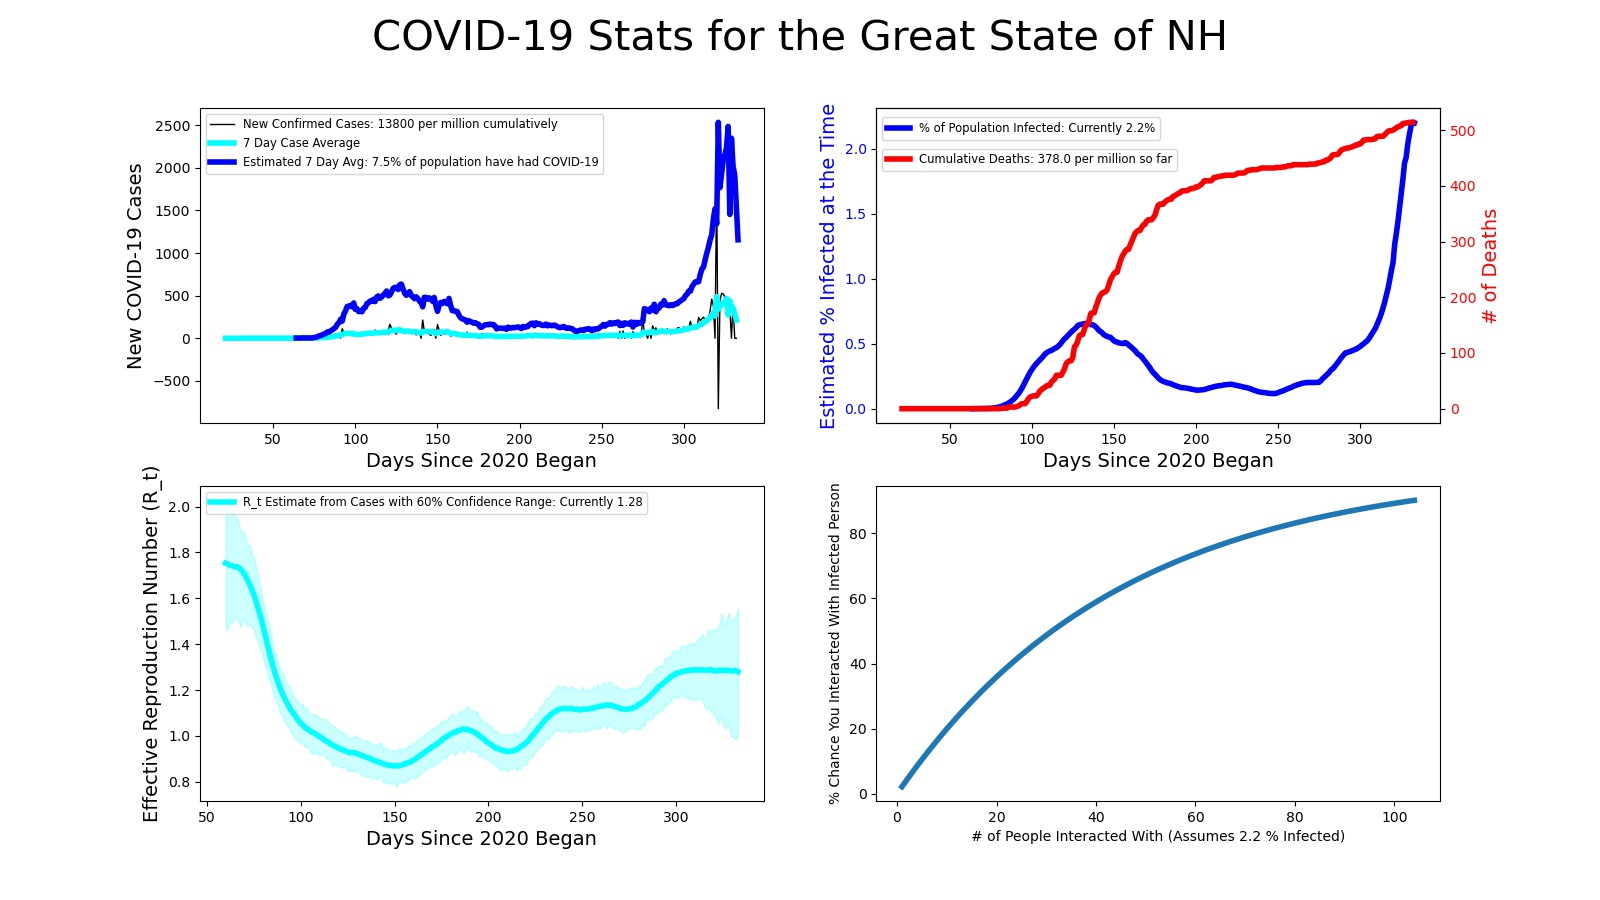 COVID-19 Stats for the Great State of NH
New COVID-19 Cases
2500
2000
1500
1000
500
0
−500
New Confirmed Cases: 13800 per million cumulatively
7 Day Case Average
Estimated 7 Day Avg: 7.5% of population have had COVID-19
50 100 150 200 250 300
Days Since 2020 Began
Estimated % Infected at the Time
2.0
1.5
1.0
0.5
0.0
% of Population Infected: Currently 2.2%
Cumulative Deaths: 378.0 per million so far
500
400
300
200
100
0
# of Deaths
50 100 150 200 250 300
Days Since 2020 Began
Effective Reproduction Number (R_t)
2.0
1.8
1.6
1.4
1.2
1.0
0.8
R_t Estimate from Cases with 60% Confidence Range: Currently 1.28
50 100 150 200 250 300
Days Since 2020 Began
% Chance You Interacted With Infected Person
80
60
40
20
0
0 20 40 60 80 100
# of People Interacted With (Assumes 2.2 % Infected)